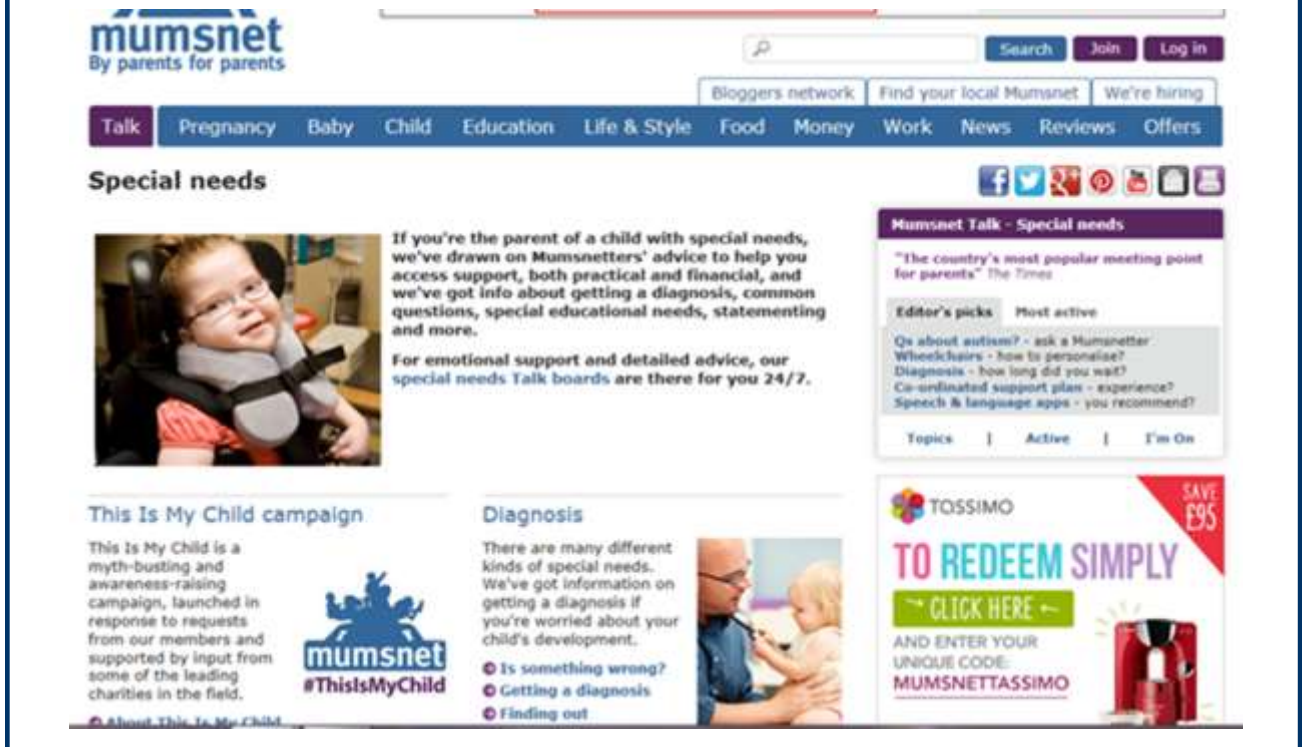 mumsnet
By parents for parents
Search Join Log in
Bloggers network Find your local Mumsnet We're hiring
Talk Pregnancy Baby Child Education Life & Style Food Money Work News Reviews Offers
Special needs
If you're the parent of a child with special needs,
we've drawn on Mumsnetters' advice to help you
access support, both practical and financial, and
we've got info about getting a diagnosis, common
questions, special educational needs, statementing
and more.
For emotional support and detailed advice, our
special needs Talk boards are there for you 24/7.
Mumsnet Talk - Special needs
"The country's most popular meeting point
for parents" The Times
Editor's picks Most active
Qs about autism? - ask a Mumsnetter
Wheelchairs - how to personalise?
Diagnosis - how long did you wait?
Co-ordinated support plan - experience?
Speech & language apps - you recommend?
Topics | Active | I'm On
This Is My Child campaign
This Is My Child is a
myth-busting and
awareness-raising
campaign, launched in
response to requests
from our members and
supported by input from
some of the leading
charities in the field.
About This Is My Child
mumsnet
#ThisIsMyChild
Diagnosis
There are many different
kinds of special needs.
We've got information on
getting a diagnosis if
you're worried about your
child's development.
Is something wrong?
Getting a diagnosis
Finding out
TASSIMO
SAVE
£95
TO REDEEM SIMPLY
CLICK HERE
AND ENTER YOUR
UNIQUE CODE:
MUMSNETTASSIMO